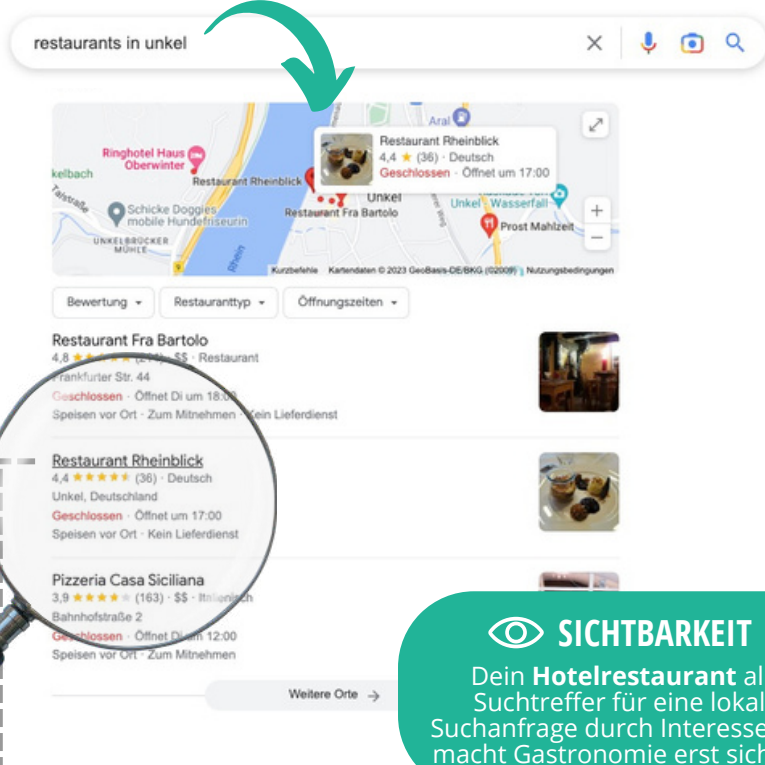 restaurants in unkel
Aral
Ringhotel Haus
Oberwinter
kelbach
Talstraße
Restaurant Rheinblick
4,4 ★ (36) · Deutsch
Geschlossen · Öffnet um 17:00
Restaurant Rheinblick
Unkel
Restaurant Fra Bartolo
Unkel Wasserfall
Schicke Doggies
mobile Hundefriseurin
Prost Mahlzeit
UNKELBRÜCKER
MÜHLE
9
Rhein
Kurzbefehle Kartendaten © 2023 GeoBasis-DE/BKG (©2009) Nutzungsbedingungen
Bewertung Restauranttyp Öffnungszeiten
Restaurant Fra Bartolo
4,8 · $$ · Restaurant
Frankfurter Str. 44
Geschlossen · Öffnet Di um 18:00
Speisen vor Ort · Zum Mitnehmen · Kein Lieferdienst
Restaurant Rheinblick
4,4 ★★★★★ (36) · Deutsch
Unkel, Deutschland
Geschlossen · Öffnet um 17:00
Speisen vor Ort · Kein Lieferdienst
Pizzeria Casa Siciliana
3,9 ★★★★★ (163) · $$ · Italienisch
Bahnhofstraße 2
Geschlossen · Öffnet Di um 12:00
Speisen vor Ort · Zum Mitnehmen
Weitere Orte →
SICHTBARKEIT
Dein Hotelrestaurant al
Suchtreffer für eine lokal
Suchanfrage durch Interesse
macht Gastronomie erst sich